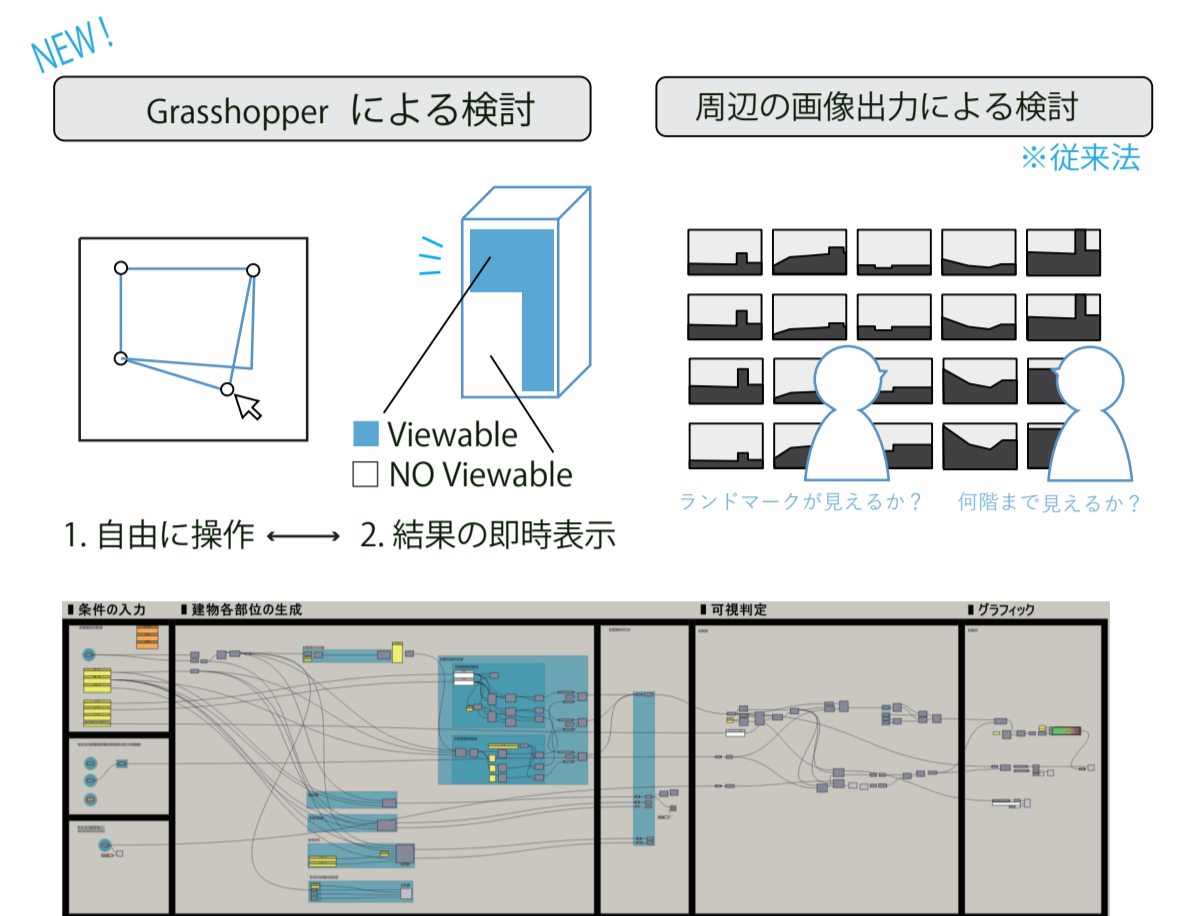 NEW!
Grasshopper による検討
周辺の画像出力による検討
※従来法
Viewable
NO Viewable
ランドマークが見えるか？
何階まで見えるか？
1. 自由に操作 ⟷ 2. 結果の即時表示
▮条件の入力
▮建物各部位の生成
▮可視判定
▮グラフィック